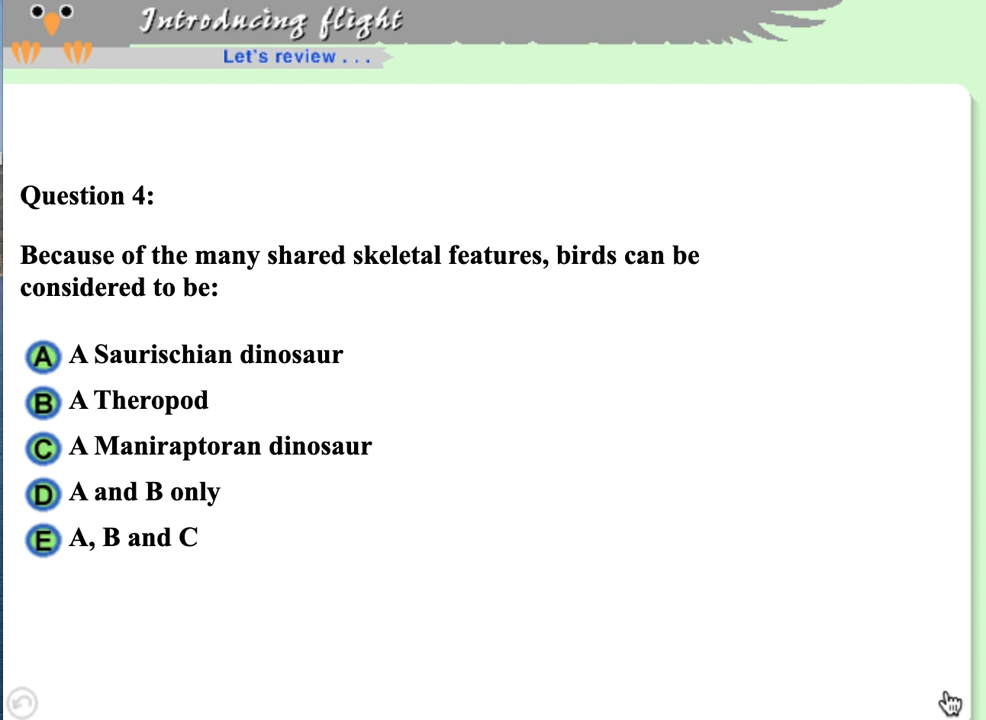 Introducing flight
Let's review . . .
Question 4:
Because of the many shared skeletal features, birds can be
considered to be:
A A Saurischian dinosaur
B A Theropod
C A Maniraptoran dinosaur
D A and B only
E A, B and C